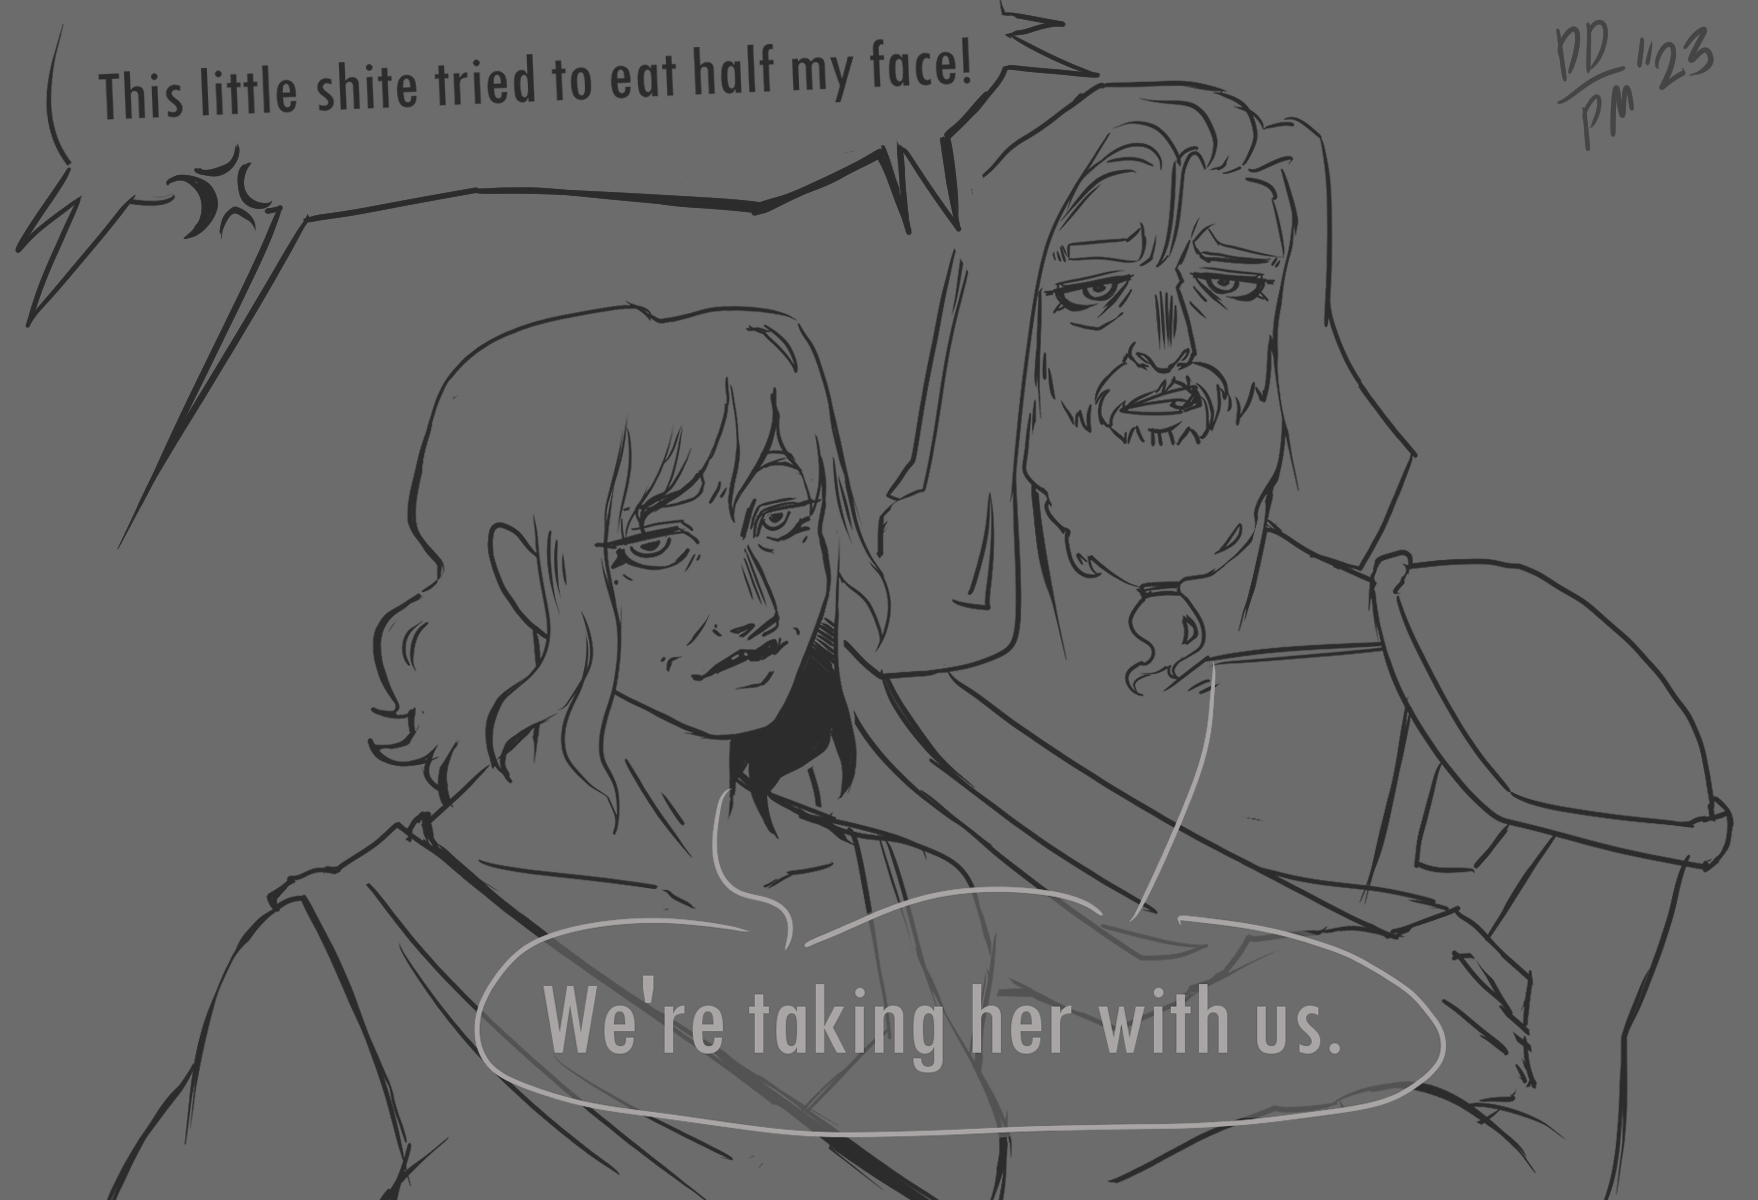 This little shite tried to eat half my face!
DD "23
PM
We're taking her with us.